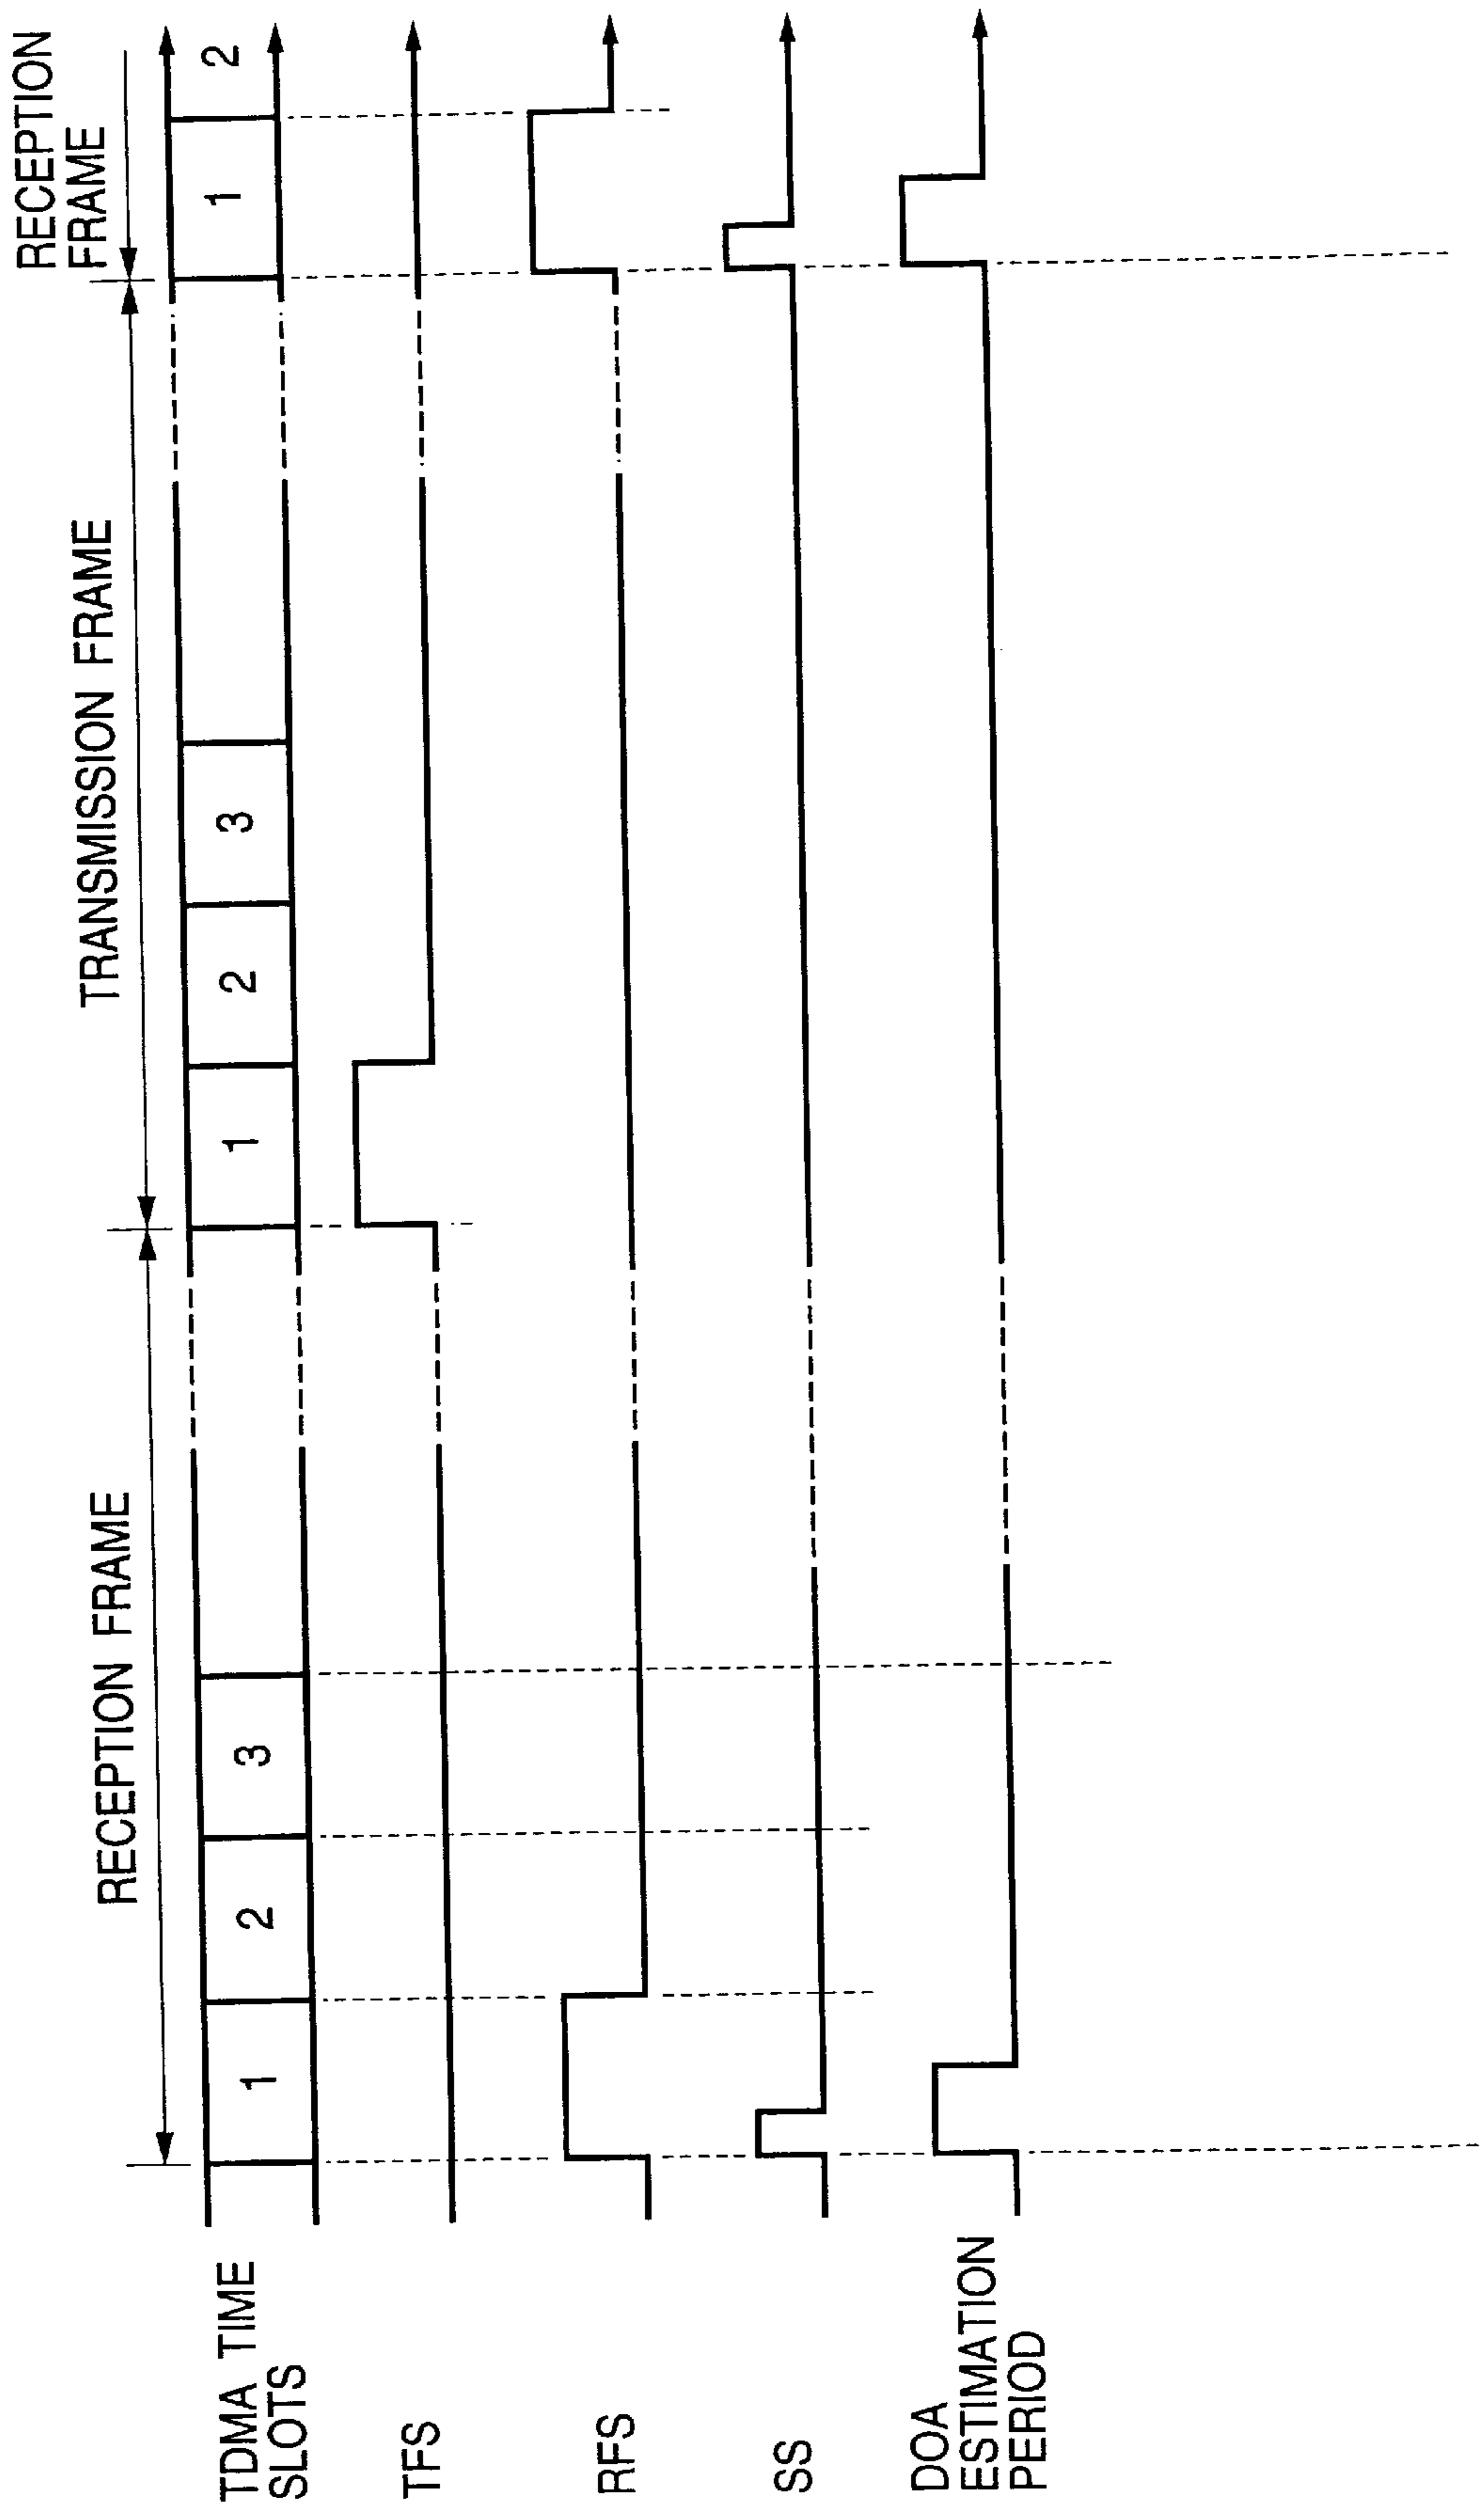 RECEPTION FRAME
TRANSMISSION FRAME
RECEPTION
FRAME
TDMA TIME
SLOTS
1 2 3 1 2 3 1 2
TFS
RFS
SS
DOA
ESTIMATION
PERIOD